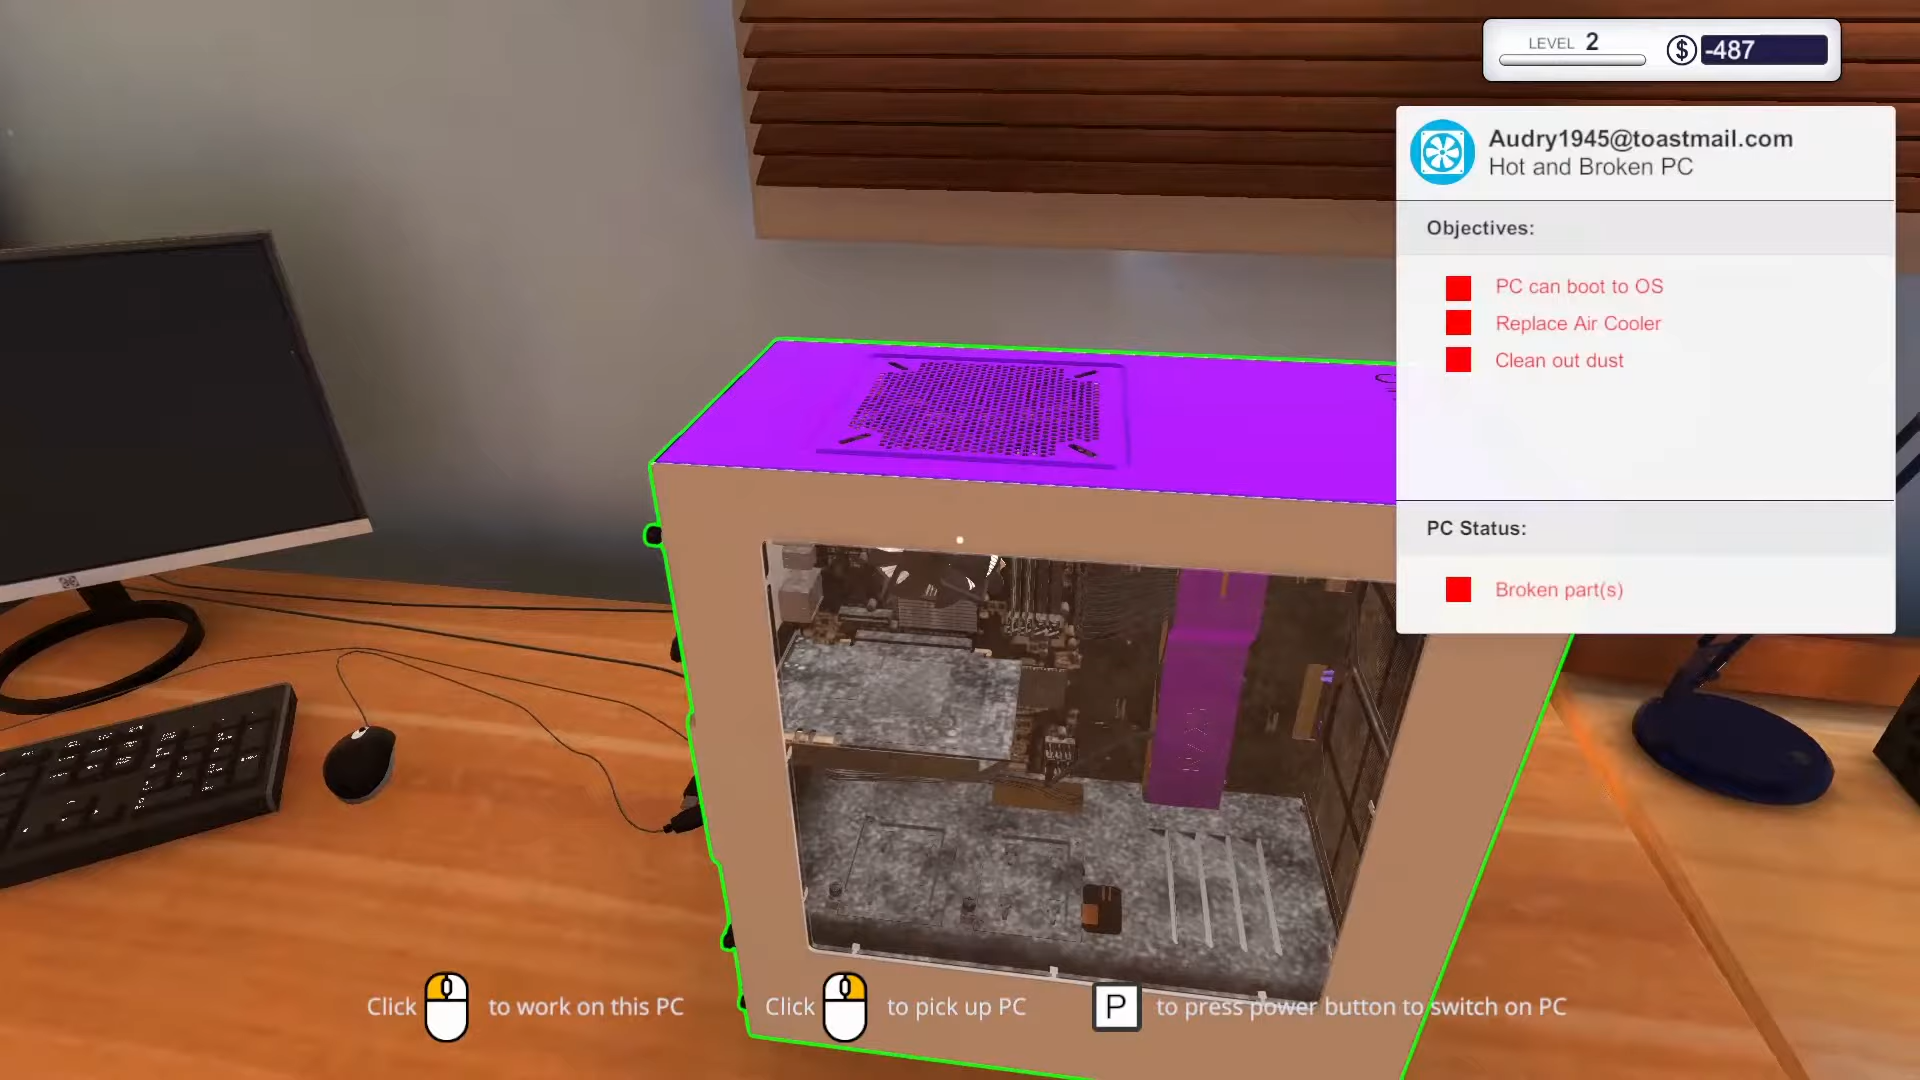 LEVEL 2
$ -487
Audry1945@toastmail.com
Hot and Broken PC
Objectives:
PC can boot to OS
Replace Air Cooler
Clean out dust
PC Status:
Broken part(s)
Click to work on this PC
Click to pick up PC
P to press power button to switch on PC